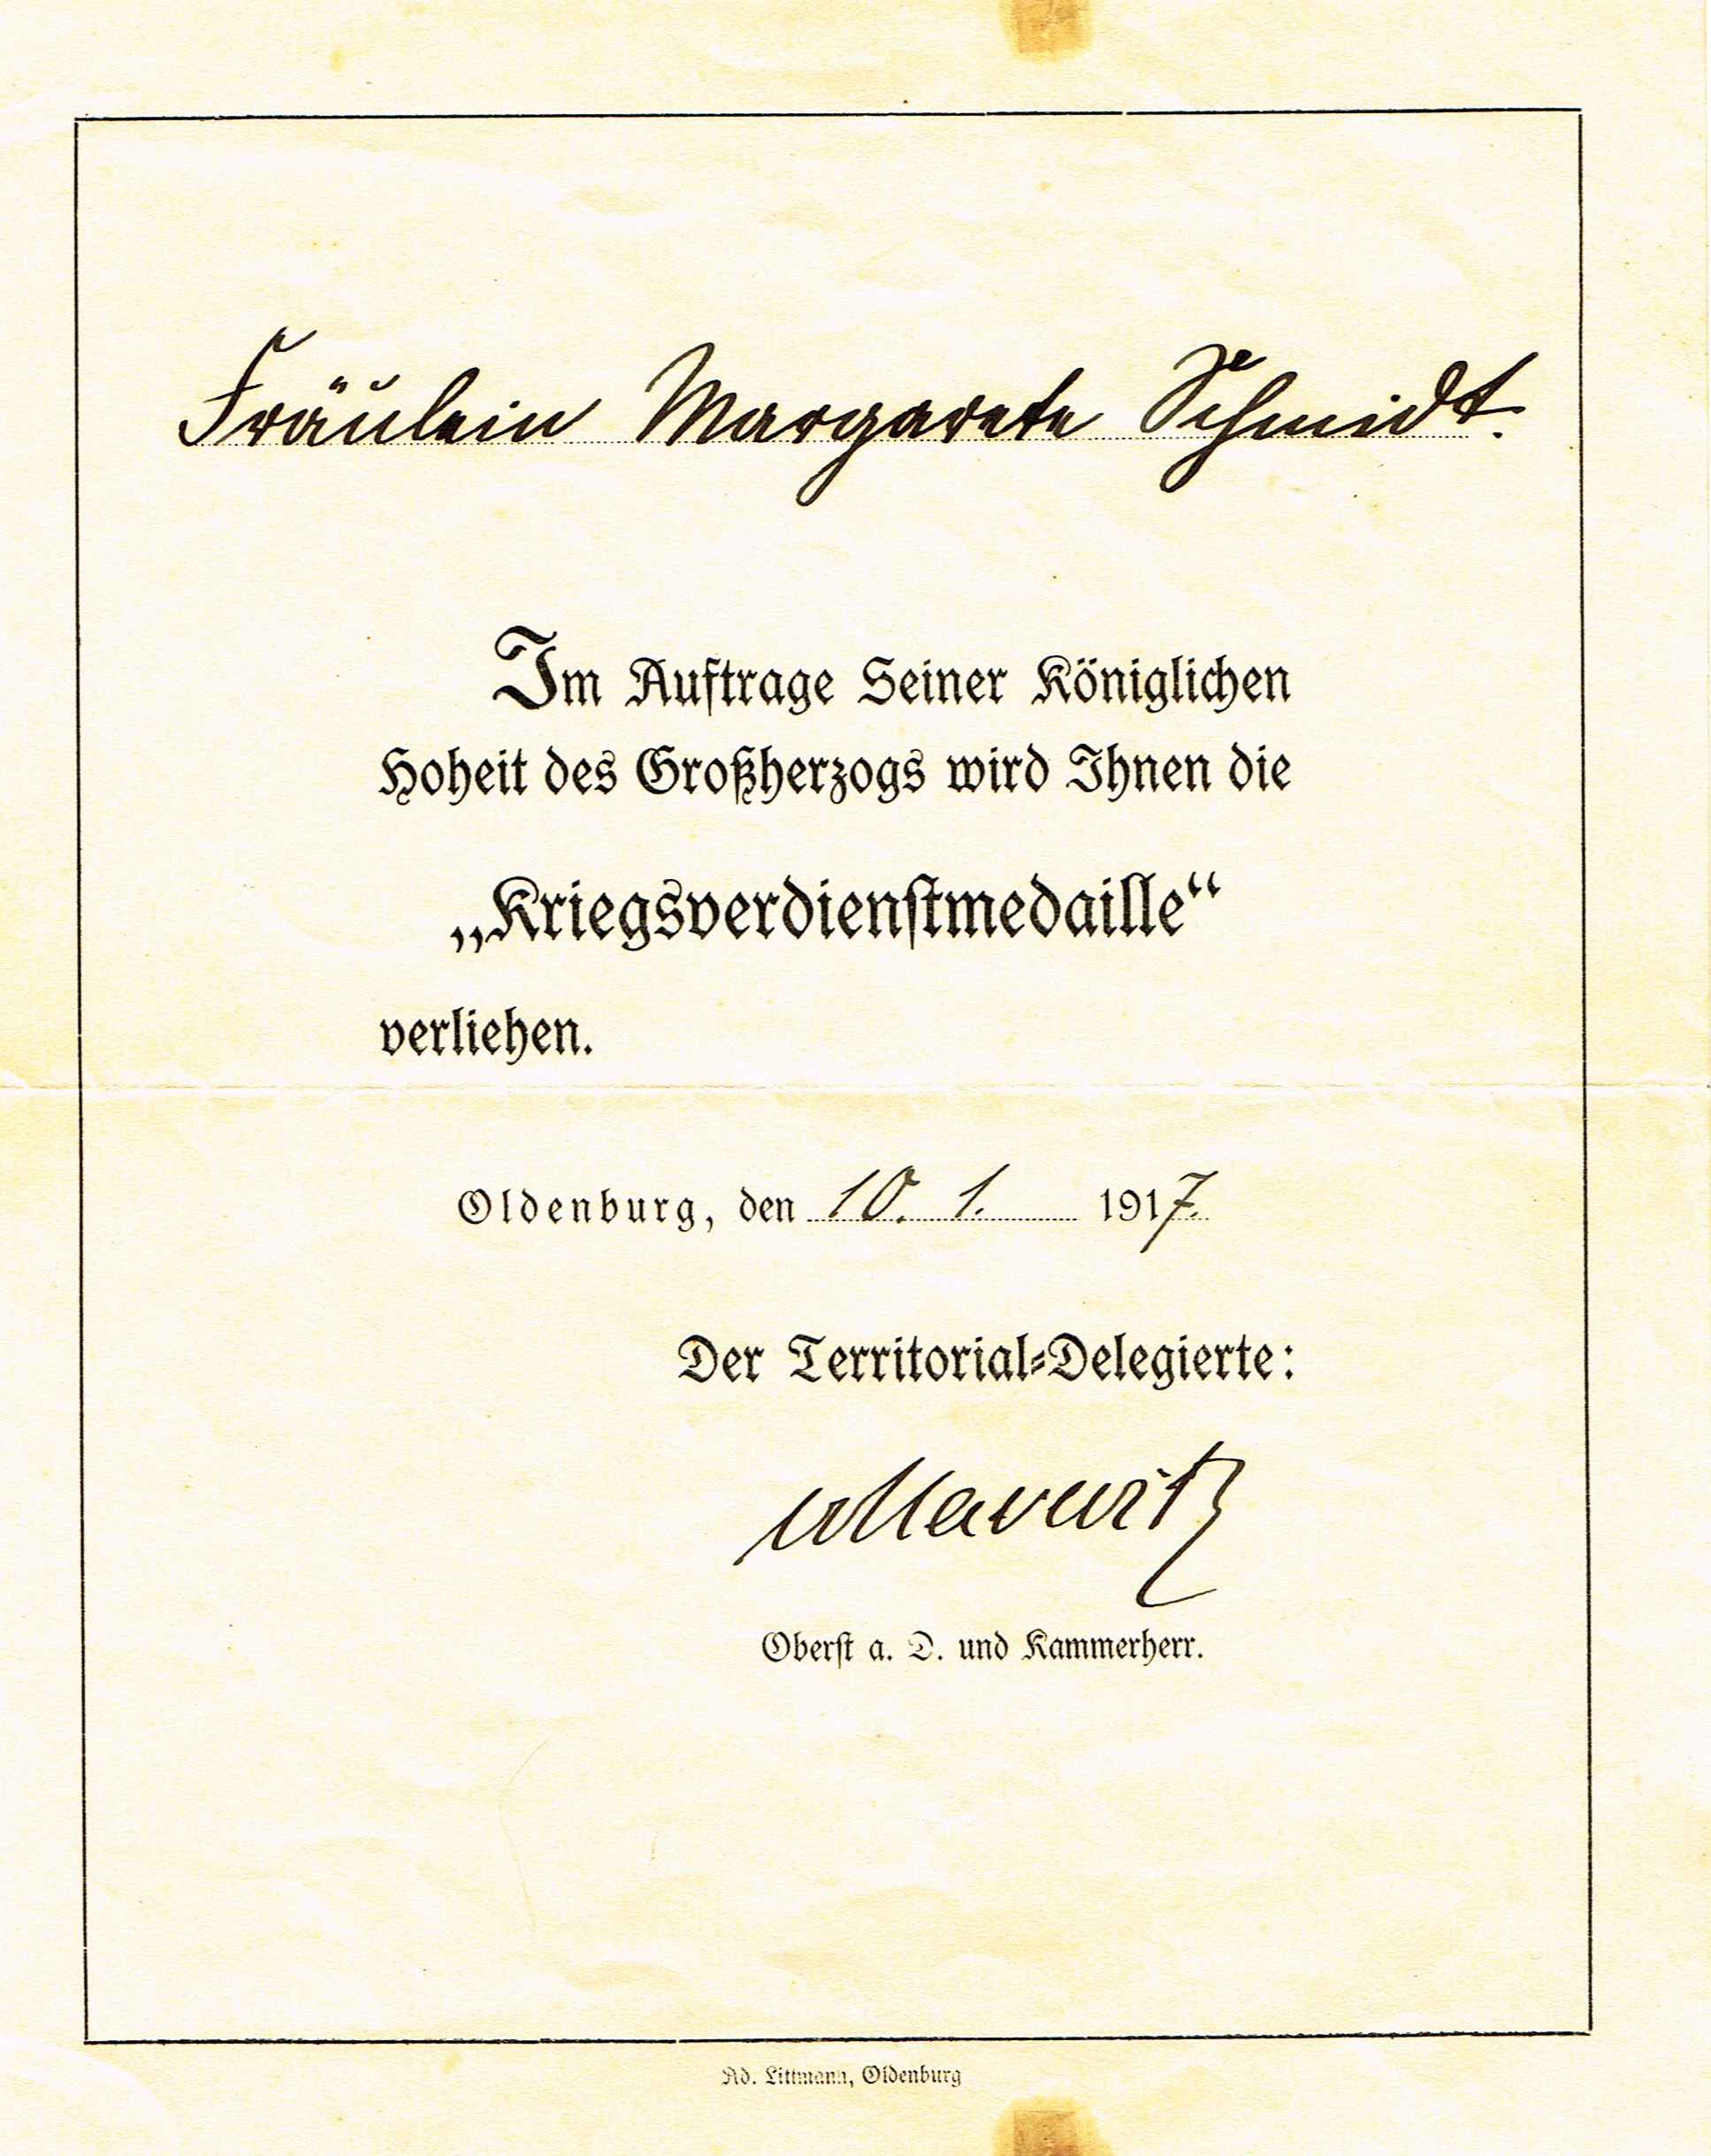 Fräulein Margarete Schmidt.
Im Auftrage Seiner Königlichen
Hoheit des Großherzogs wird Ihnen die
„Kriegsverdienstmedaille“
verliehen.
Oldenburg, den 10. 1. 1917.
Der Territorial-Delegierte:
Oberst a. D. und Kammerherr.
Ad. Littmann, Oldenburg